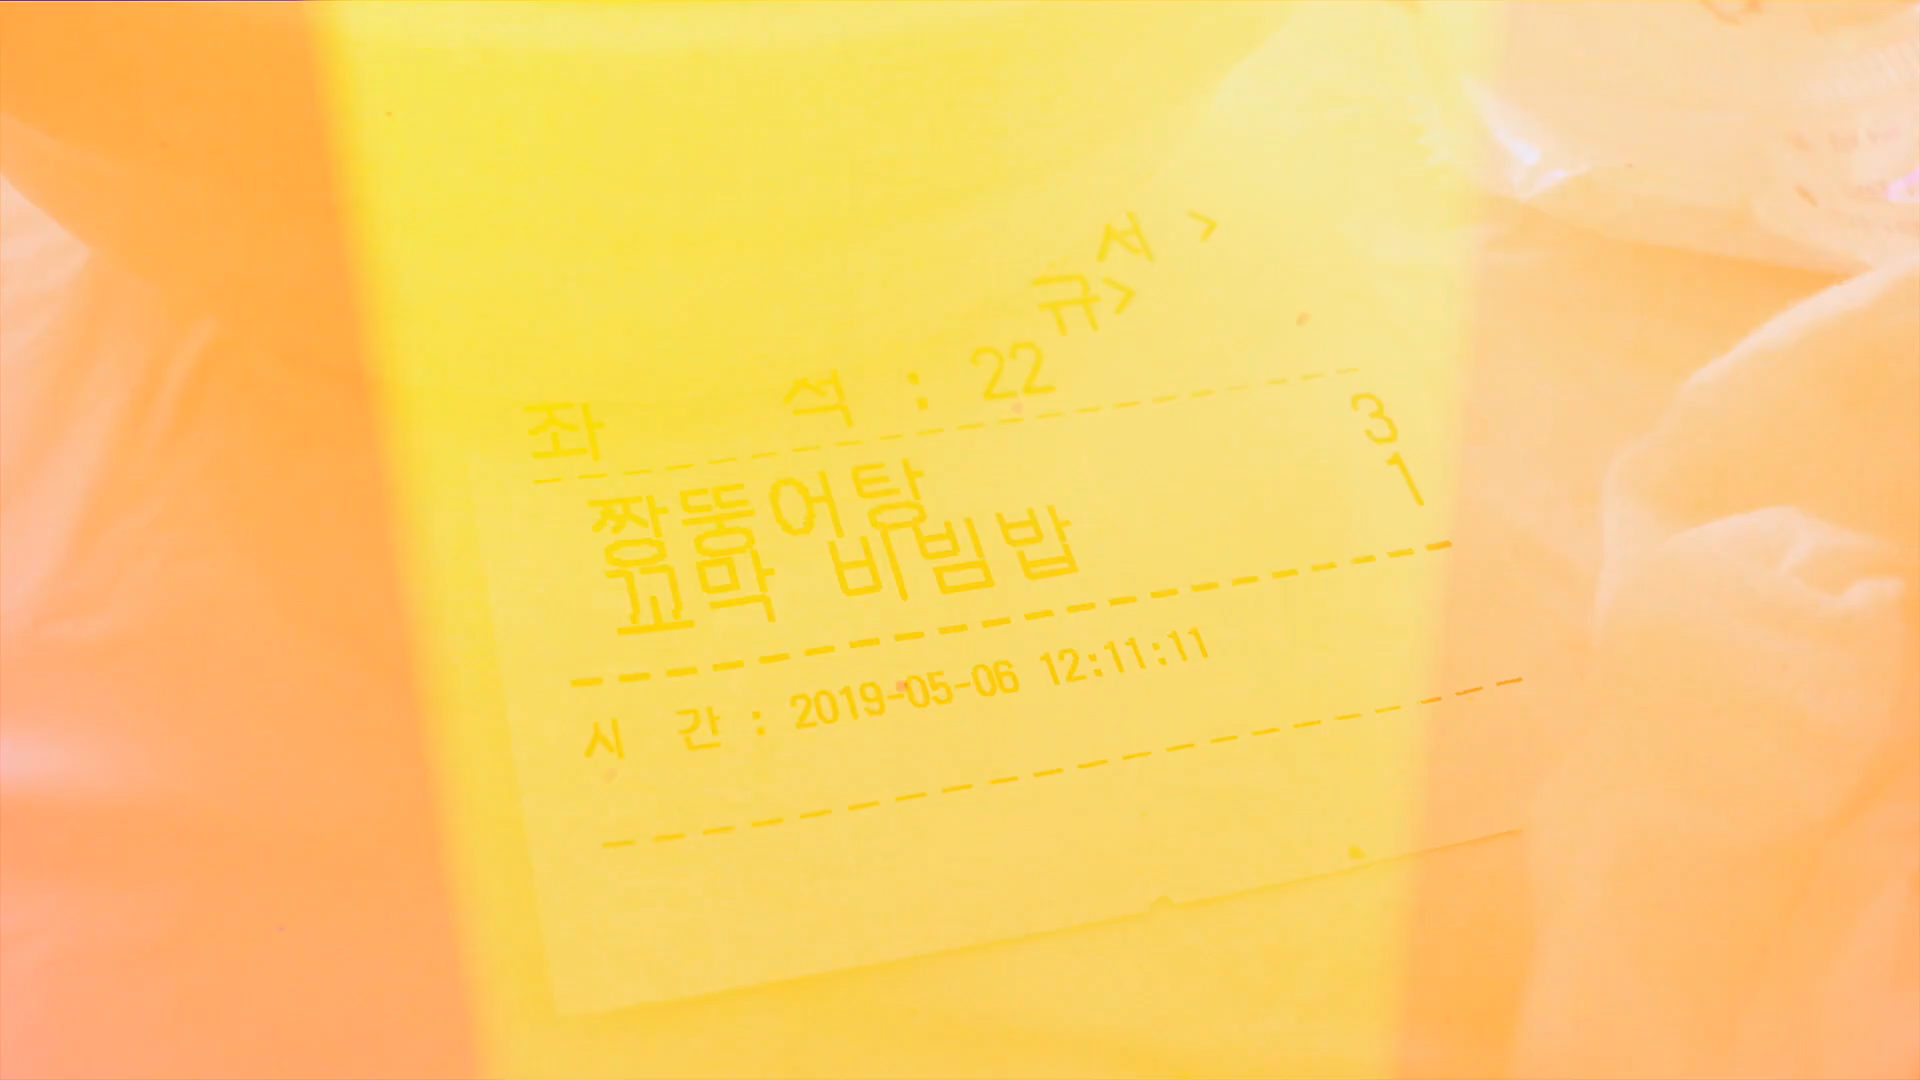 서 >
규>
좌 석 : 22
짱뚱어탕 3
꼬막 비빔밥 1
시 간 : 2019-05-06 12:11:11